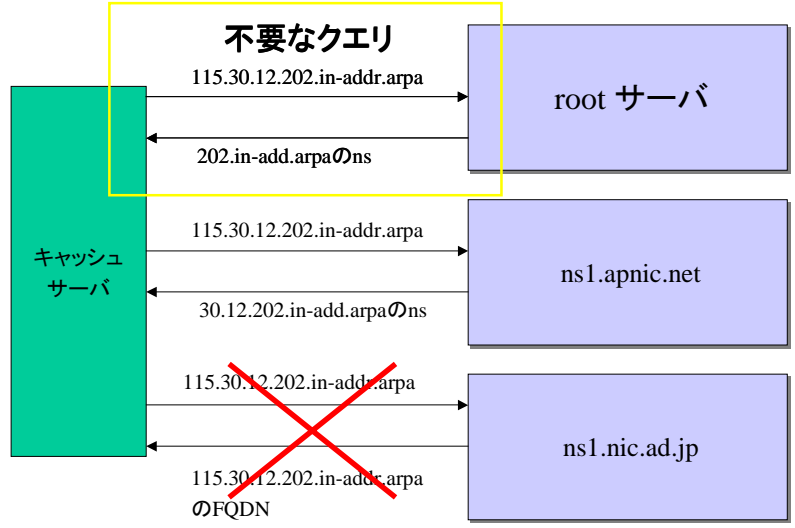 不要なクエリ
115.30.12.202.in-addr.arpa
root サーバ
202.in-add.arpaのns
キャッシュ
サーバ
115.30.12.202.in-addr.arpa
ns1.apnic.net
30.12.202.in-add.arpaのns
115.30.12.202.in-addr.arpa
ns1.nic.ad.jp
115.30.12.202.in-addr.arpa
のFQDN